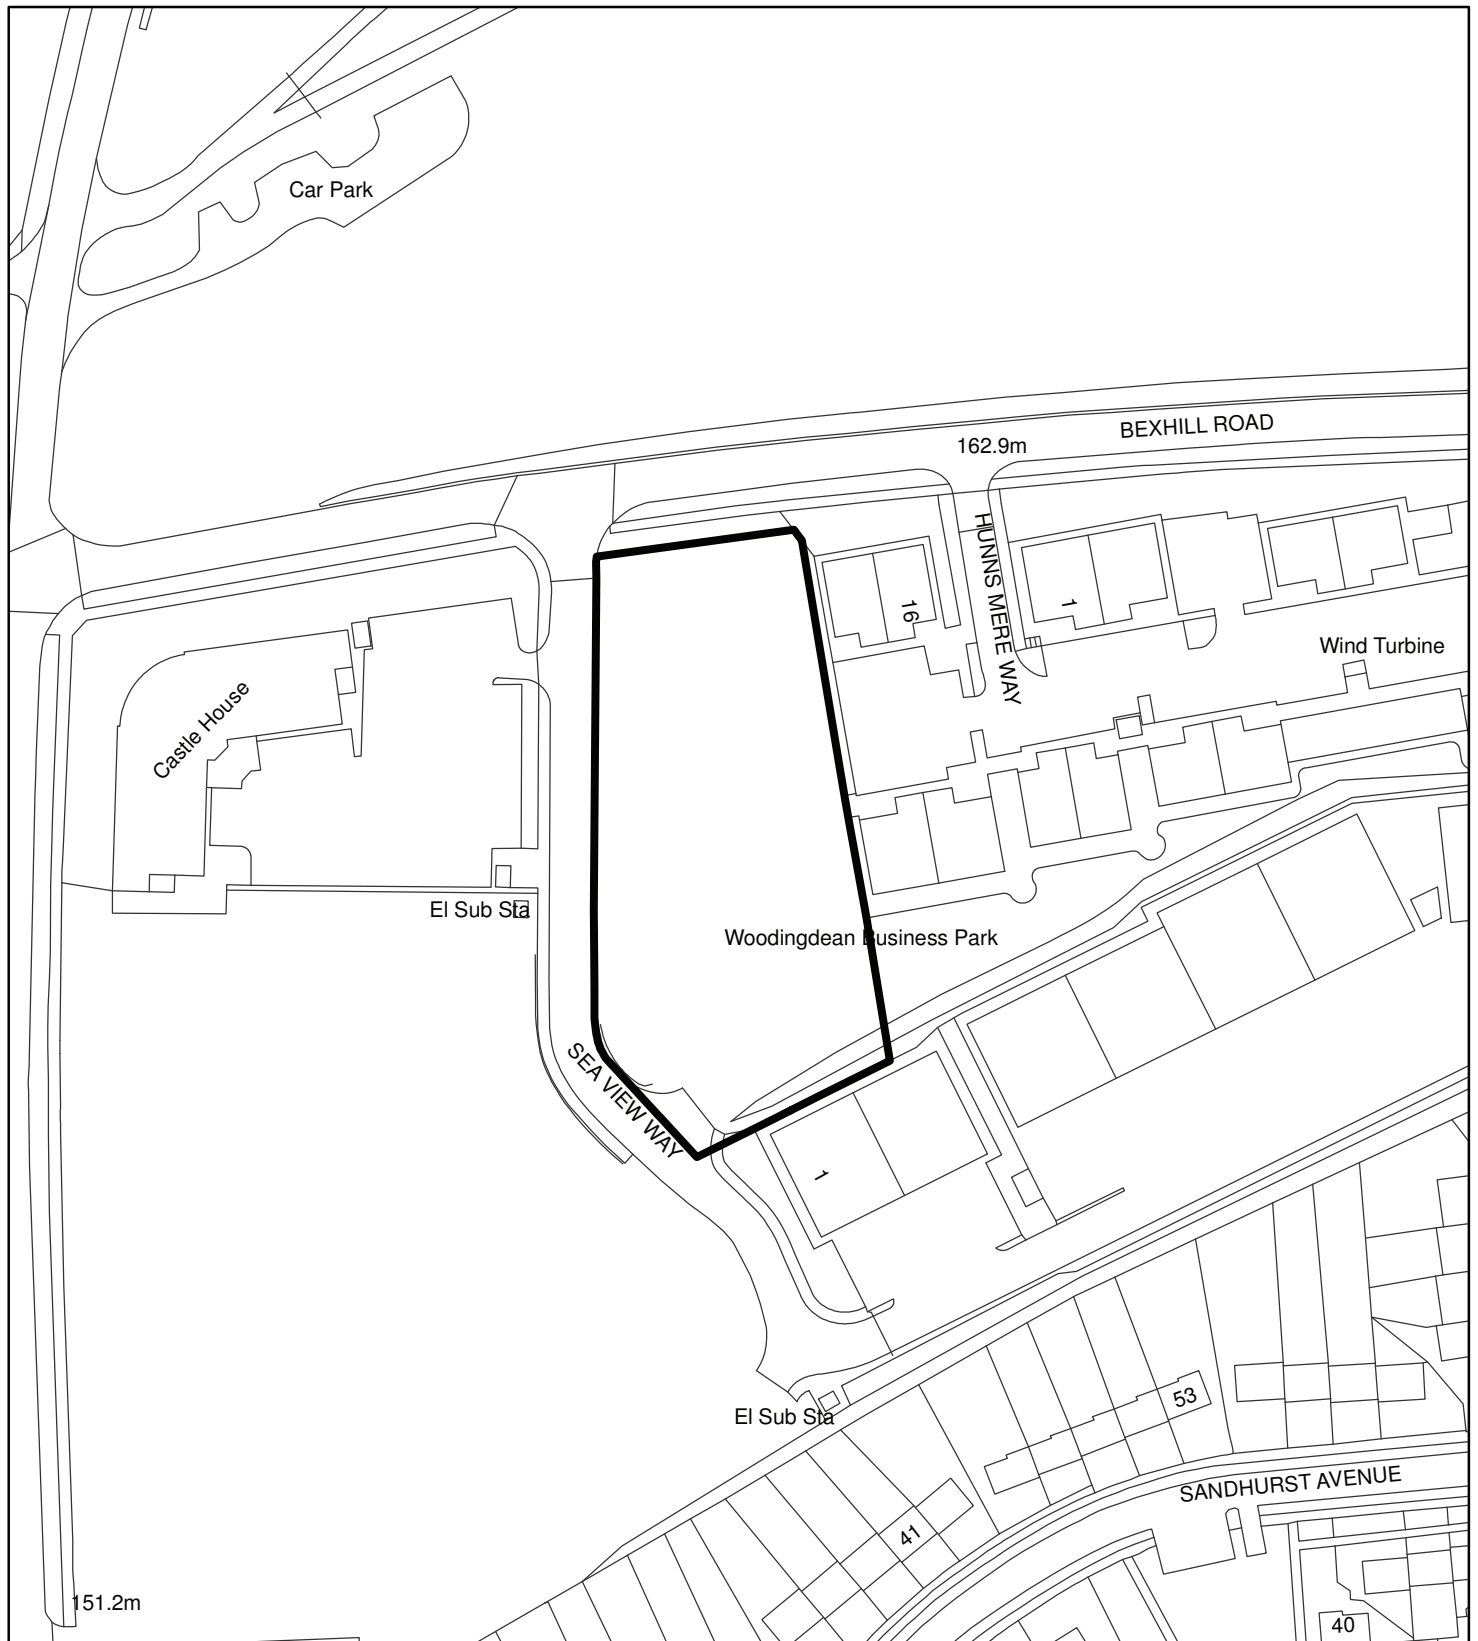 Car Park
BEXHILL ROAD
162.9m
HUNNS MERE WAY
16
1
Wind Turbine
Castle House
El Sub Sta
Woodingdean Business Park
SEA VIEW WAY
1
El Sub Sta
53
SANDHURST AVENUE
41
151.2m
40